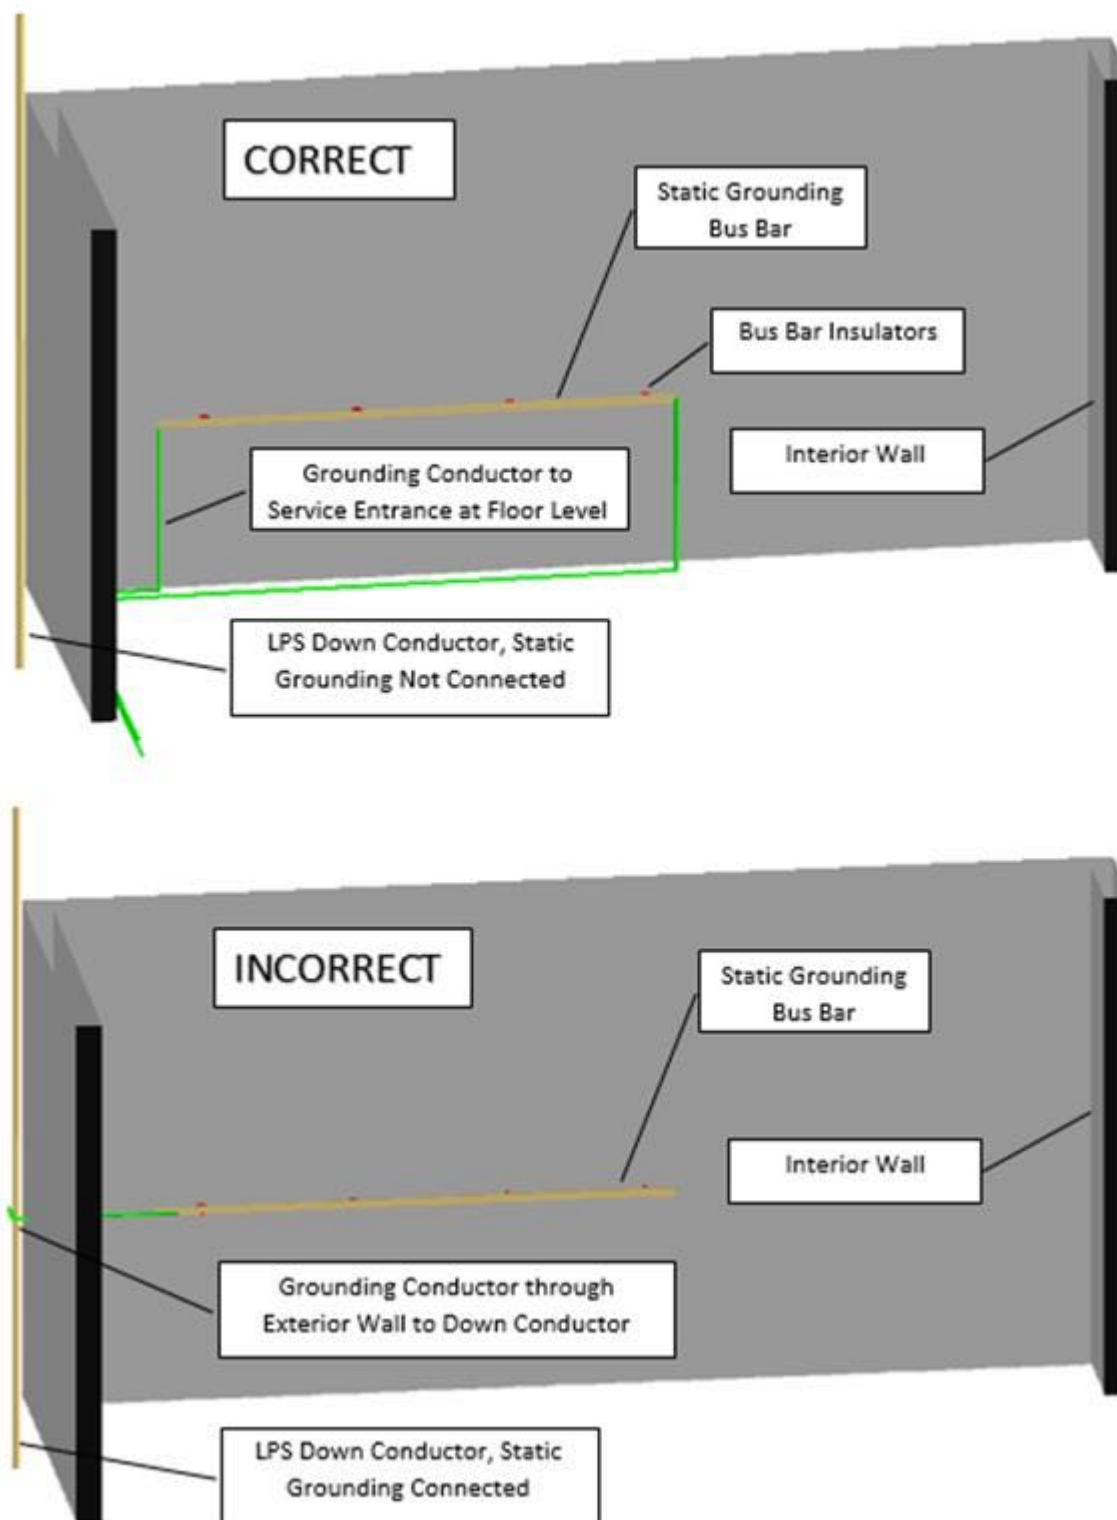 CORRECT
Static Grounding
Bus Bar
Bus Bar Insulators
Interior Wall
Grounding Conductor to
Service Entrance at Floor Level
LPS Down Conductor, Static
Grounding Not Connected
INCORRECT
Static Grounding
Bus Bar
Interior Wall
Grounding Conductor through
Exterior Wall to Down Conductor
LPS Down Conductor, Static
Grounding Connected